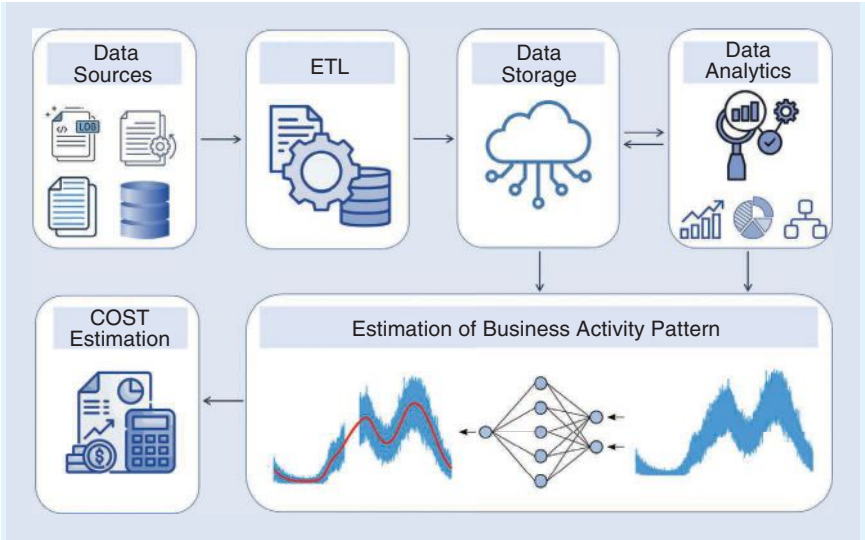 Data
Sources
ETL
Data
Storage
Data
Analytics
</>
LOG
COST
Estimation
Estimation of Business Activity Pattern
$